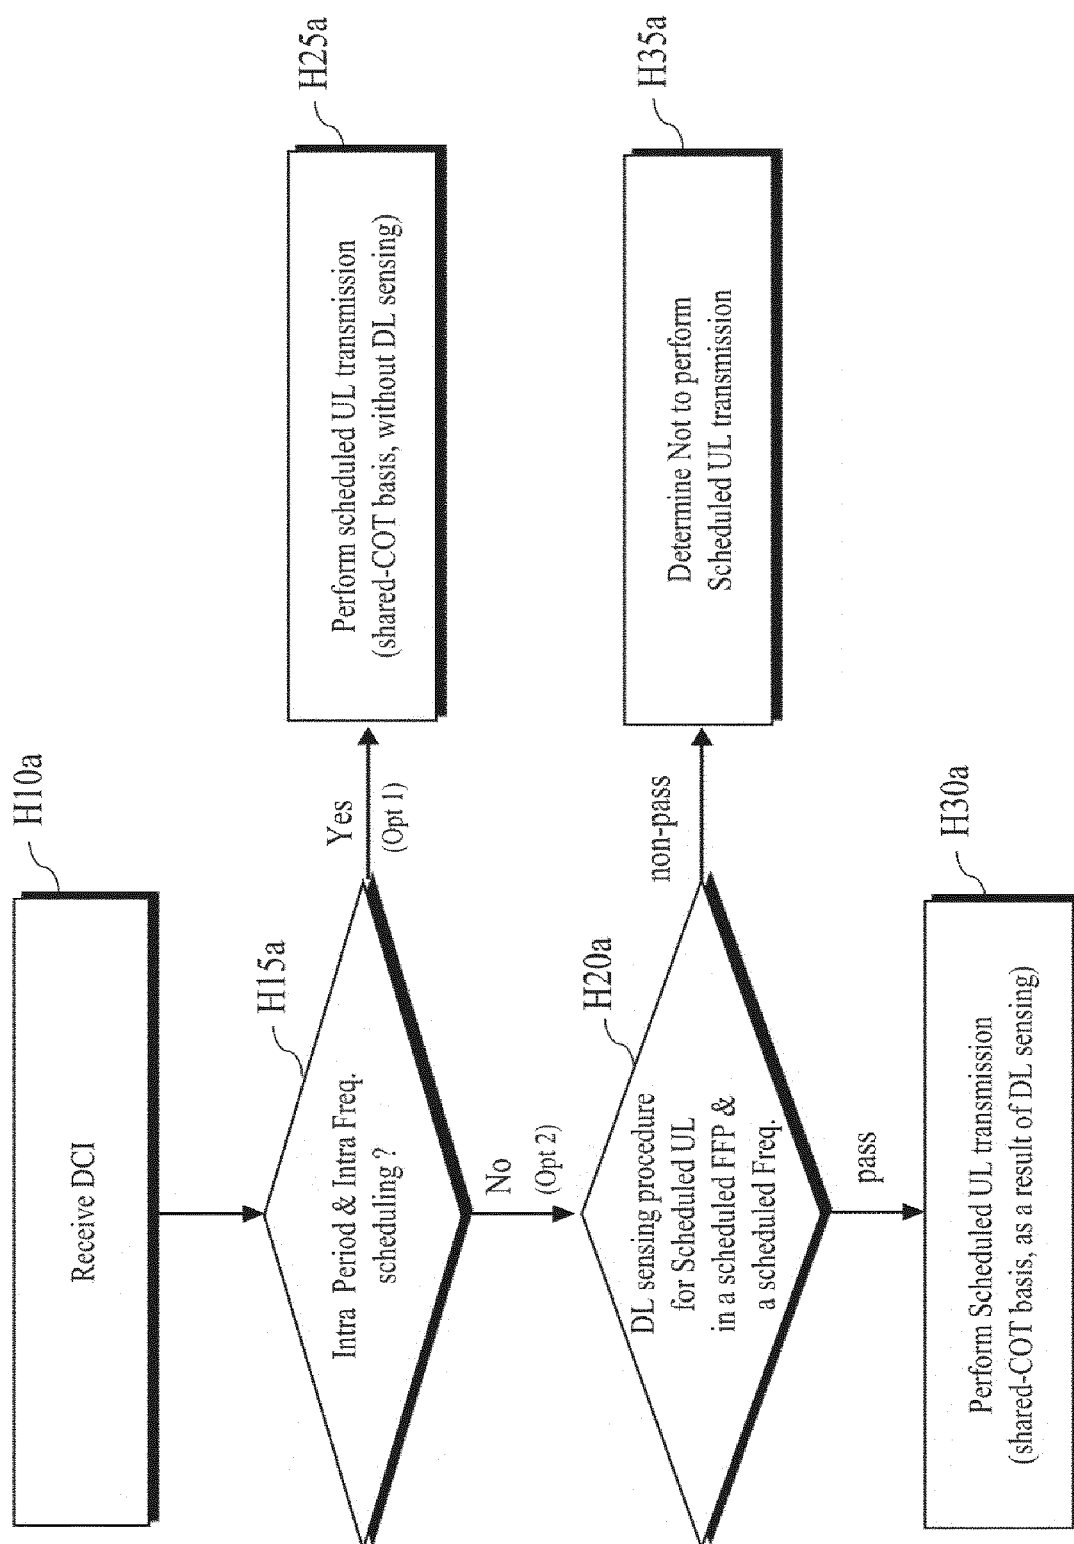 H10a
Receive DCI
H15a
Intra Period & Intra Freq.
scheduling ?
Yes
(Opt 1)
H25a
Perform scheduled UL transmission
(shared-COT basis, without DL sensing)
No
(Opt 2)
H20a
DL sensing procedure
for Scheduled UL
in a scheduled FFP &
a scheduled Freq.
non-pass
H35a
Determine Not to perform
Scheduled UL transmission
pass
H30a
Perform Scheduled UL transmission
(shared-COT basis, as a result of DL sensing)